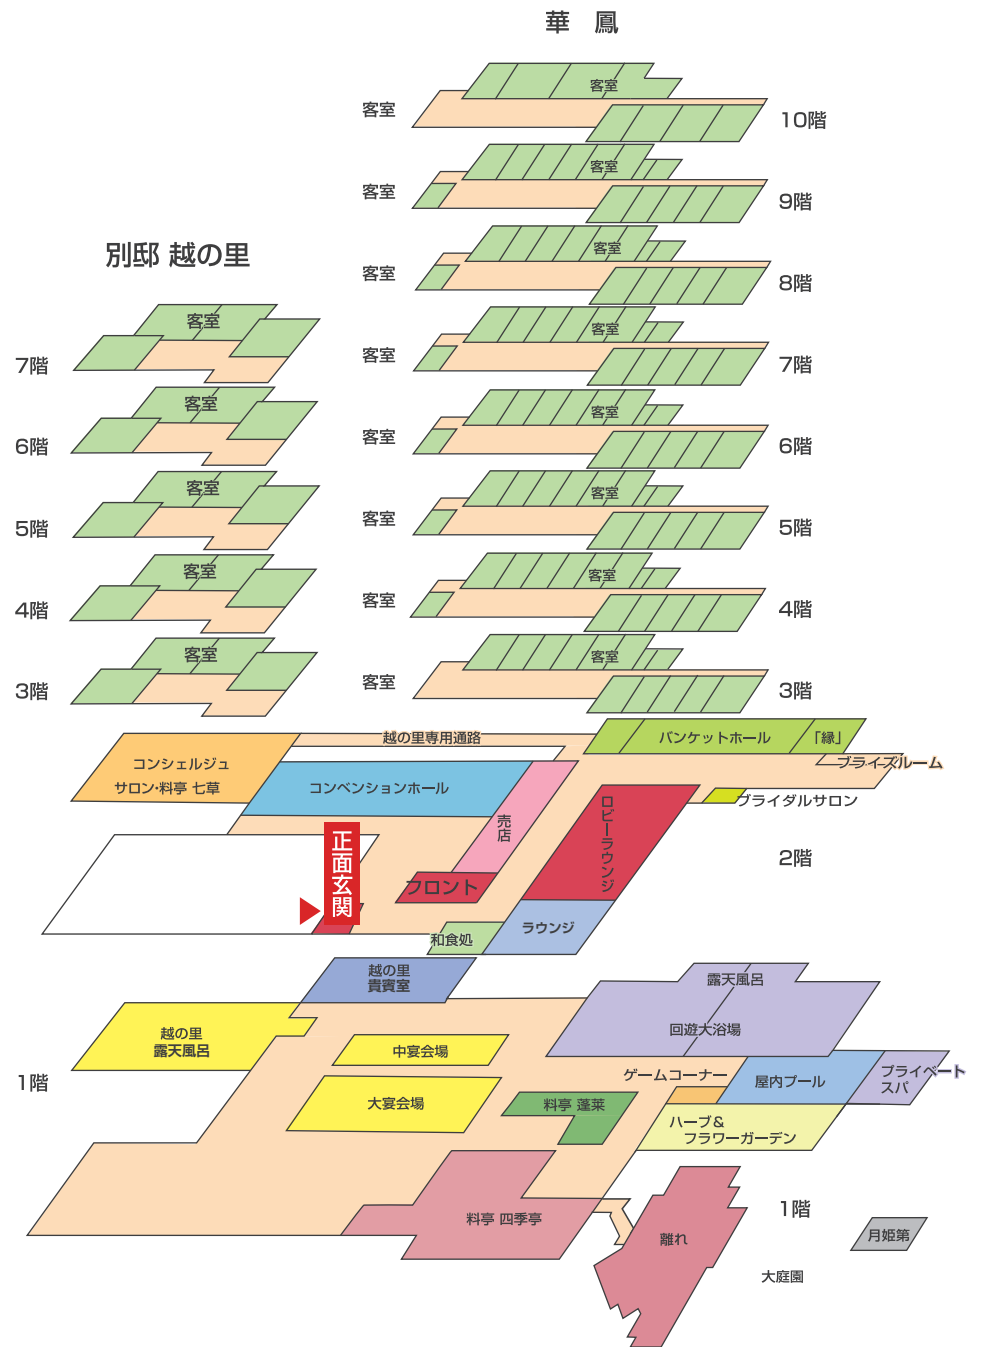 華　鳳
客室
客室
10階
客室
客室
9階
別邸 越の里
客室
客室
8階
客室
7階
客室
客室
7階
客室
6階
客室
客室
6階
客室
5階
客室
客室
5階
客室
4階
客室
客室
4階
客室
3階
客室
客室
3階
越の里専用通路
バンケットホール
「縁」
コンシェルジュ
サロン・料亭 七草
コンベンションホール
ブライズルーム
ブライダルサロン
売店
ロビーラウンジ
正面玄関
フロント
2階
和食処
ラウンジ
越の里
貴賓室
露天風呂
回遊大浴場
越の里
露天風呂
中宴会場
ゲームコーナー
屋内プール
プライベート
スパ
1階
大宴会場
料亭 蓬莱
ハーブ＆
フラワーガーデン
料亭 四季亭
1階
離れ
月姫第
大庭園